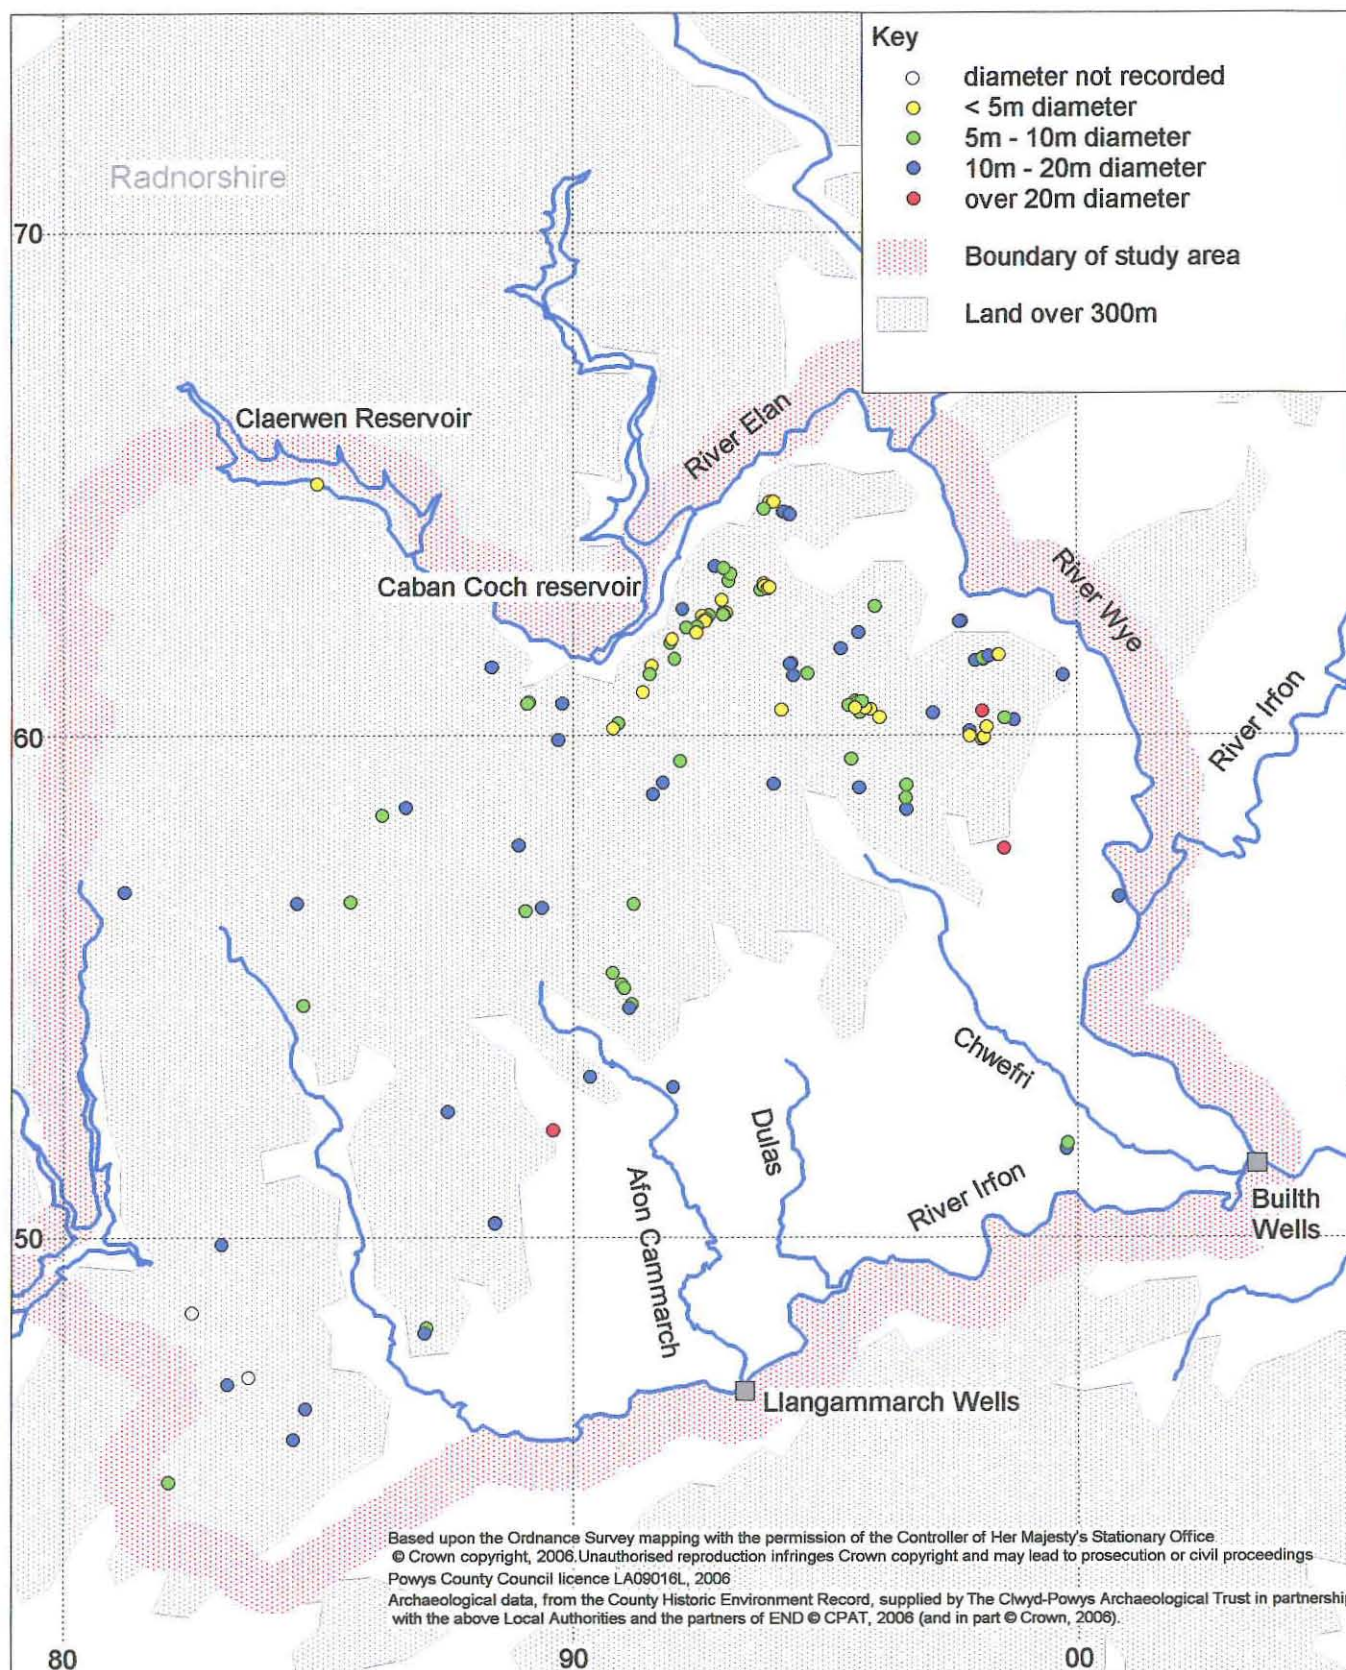 Key
diameter not recorded
< 5m diameter
5m - 10m diameter
10m - 20m diameter
over 20m diameter
Boundary of study area
Land over 300m
Radnorshire
70
Claerwen Reservoir
River Elan
Caban Coch reservoir
River Wye
River Irfon
60
Chwefri
Dulas
Afon Cammarch
River Irfon
Builth
Wells
50
Llangammarch Wells
Based upon the Ordnance Survey mapping with the permission of the Controller of Her Majesty's Stationary Office
© Crown copyright, 2006.Unauthorised reproduction infringes Crown copyright and may lead to prosecution or civil proceedings
Powys County Council licence LA09016L, 2006
Archaeological data, from the County Historic Environment Record, supplied by The Clwyd-Powys Archaeological Trust in partnership
with the above Local Authorities and the partners of END © CPAT, 2006 (and in part © Crown, 2006).
80
90
00